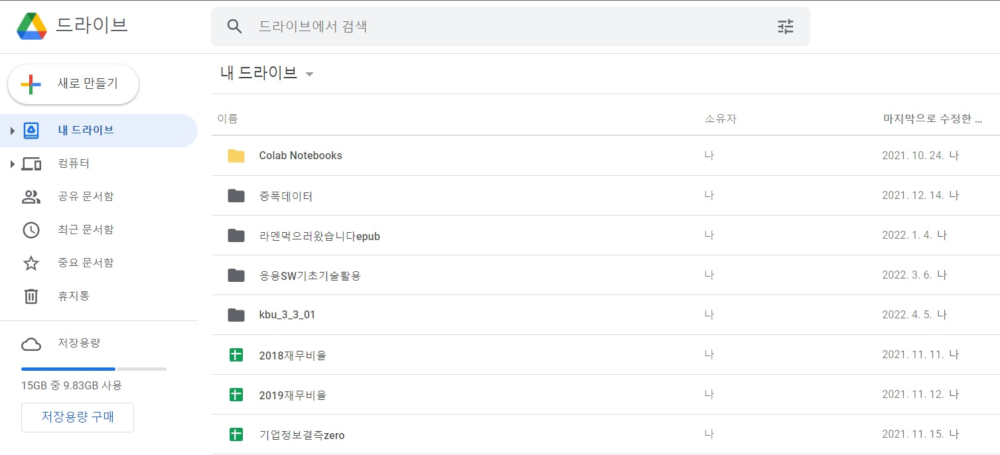 드라이브
드라이브에서 검색
새로 만들기
내 드라이브
컴퓨터
공유 문서함
최근 문서함
중요 문서함
휴지통
저장용량
15GB 중 9.83GB 사용
저장용량 구매
내 드라이브
이름 소유자 마지막으로 수정한 ...
Colab Notebooks 나 2021. 10. 24. 나
증폭데이터 나 2021. 12. 14. 나
라멘먹으러왔습니다epub 나 2022. 1. 4. 나
응용SW기초기술활용 나 2022. 3. 6. 나
kbu_3_3_01 나 2022. 4. 5. 나
2018재무비율 나 2021. 11. 11. 나
2019재무비율 나 2021. 11. 12. 나
기업정보결측zero 나 2021. 11. 15. 나